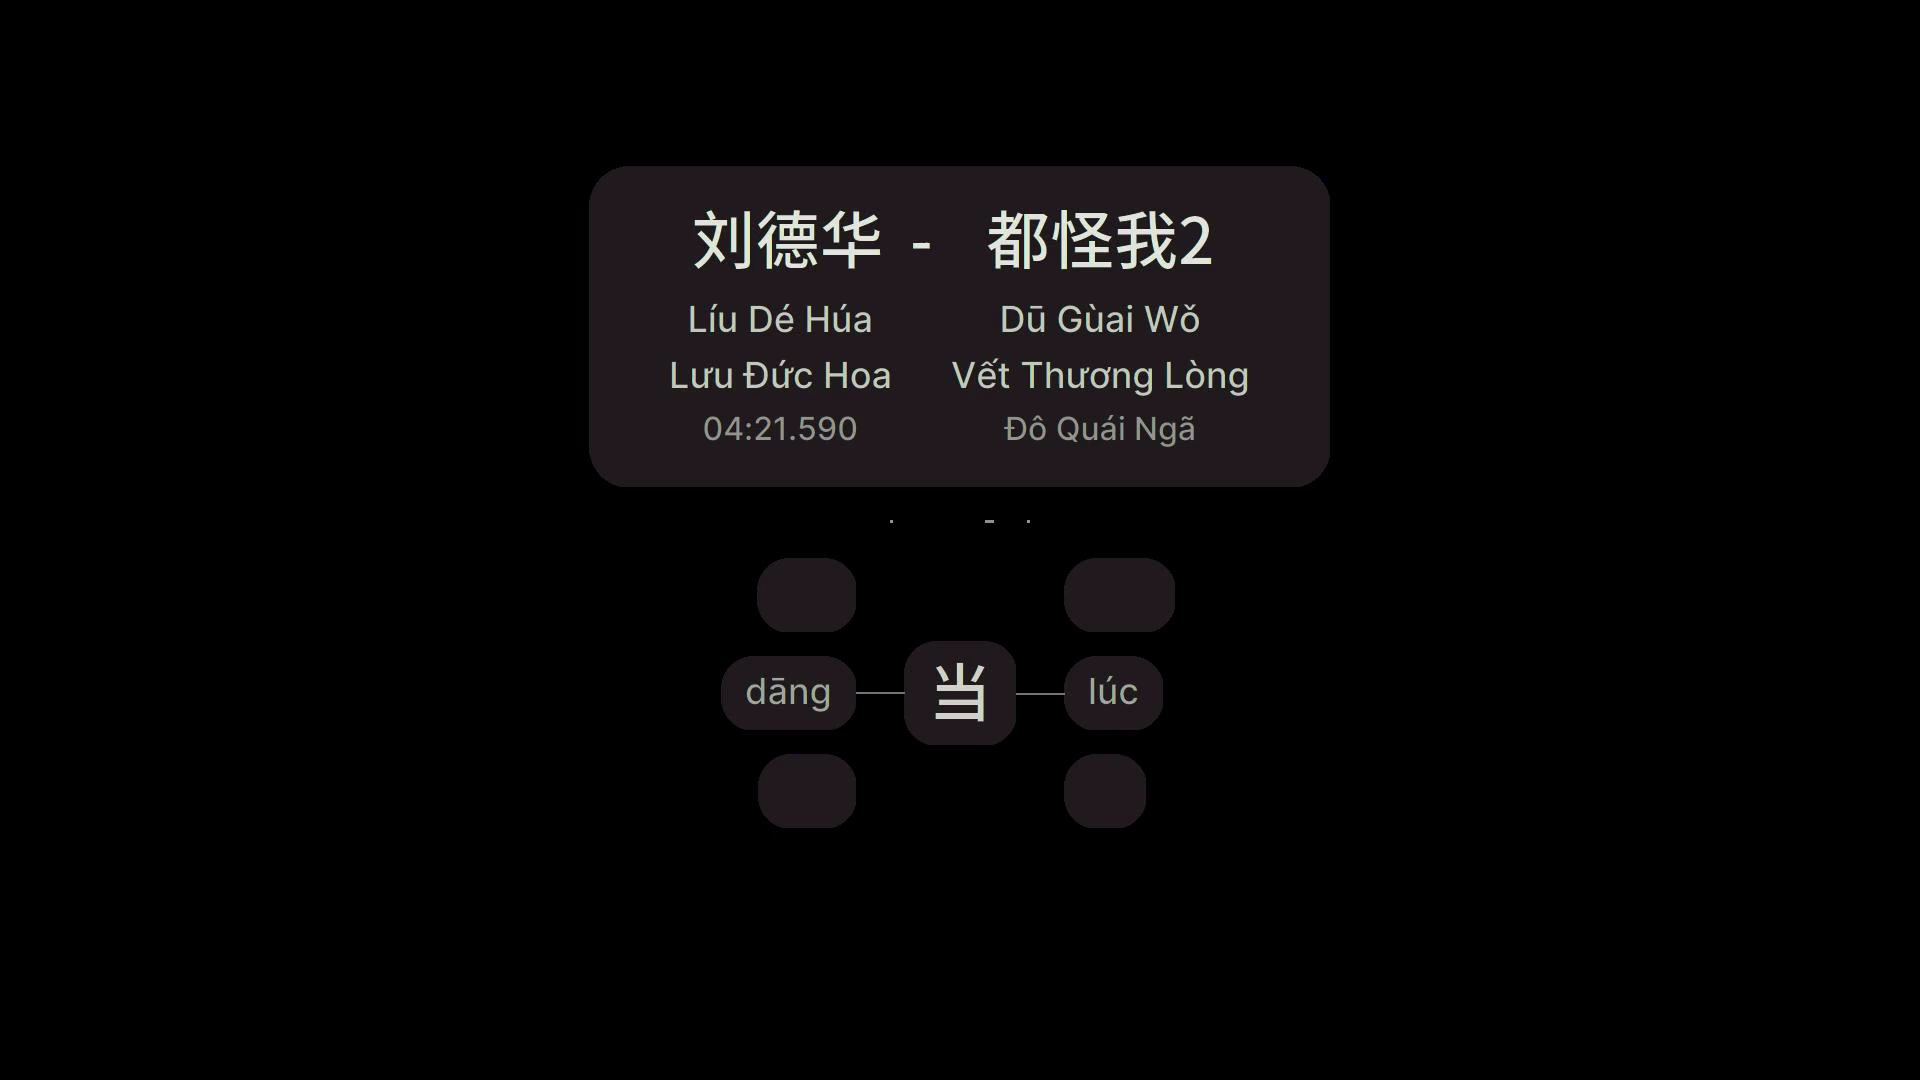 刘德华 - 都怪我2
Líu Dé Húa Dū Gùai Wǒ
Lưu Đức Hoa Vết Thương Lòng
04:21.590 Đô Quái Ngã
dāng 当 lúc